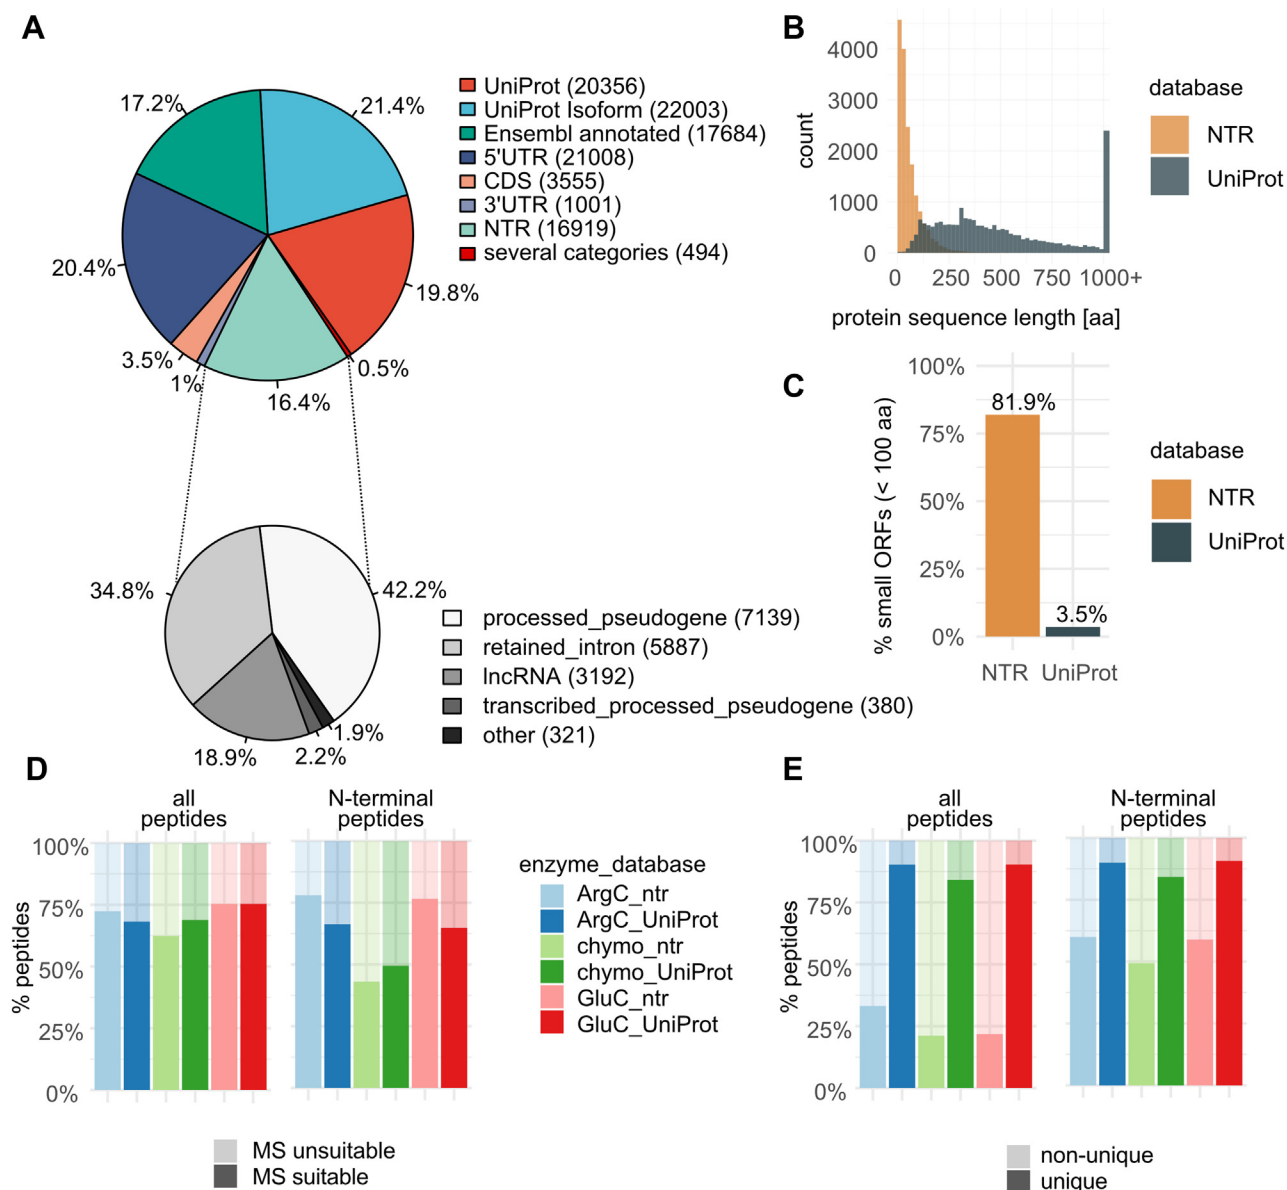 A
17.2%
21.4%
20.4%
19.8%
3.5%
1%
16.4%
0.5%
UniProt (20356)
UniProt Isoform (22003)
Ensembl annotated (17684)
5'UTR (21008)
CDS (3555)
3'UTR (1001)
NTR (16919)
several categories (494)
34.8%
42.2%
18.9%
2.2%
1.9%
processed_pseudogene (7139)
retained_intron (5887)
lncRNA (3192)
transcribed_processed_pseudogene (380)
other (321)
B
count
4000
3000
2000
1000
0
0 250 500 750 1000+
protein sequence length [aa]
database
NTR
UniProt
C
% small ORFs (< 100 aa)
100%
75%
50%
25%
0%
81.9%
3.5%
NTR UniProt
database
NTR
UniProt
D
all
peptides
N-terminal
peptides
% peptides
100%
75%
50%
25%
0%
enzyme_database
ArgC_ntr
ArgC_UniProt
chymo_ntr
chymo_UniProt
GluC_ntr
GluC_UniProt
MS unsuitable
MS suitable
E
all
peptides
N-terminal
peptides
% peptides
100%
75%
50%
25%
0%
non-unique
unique